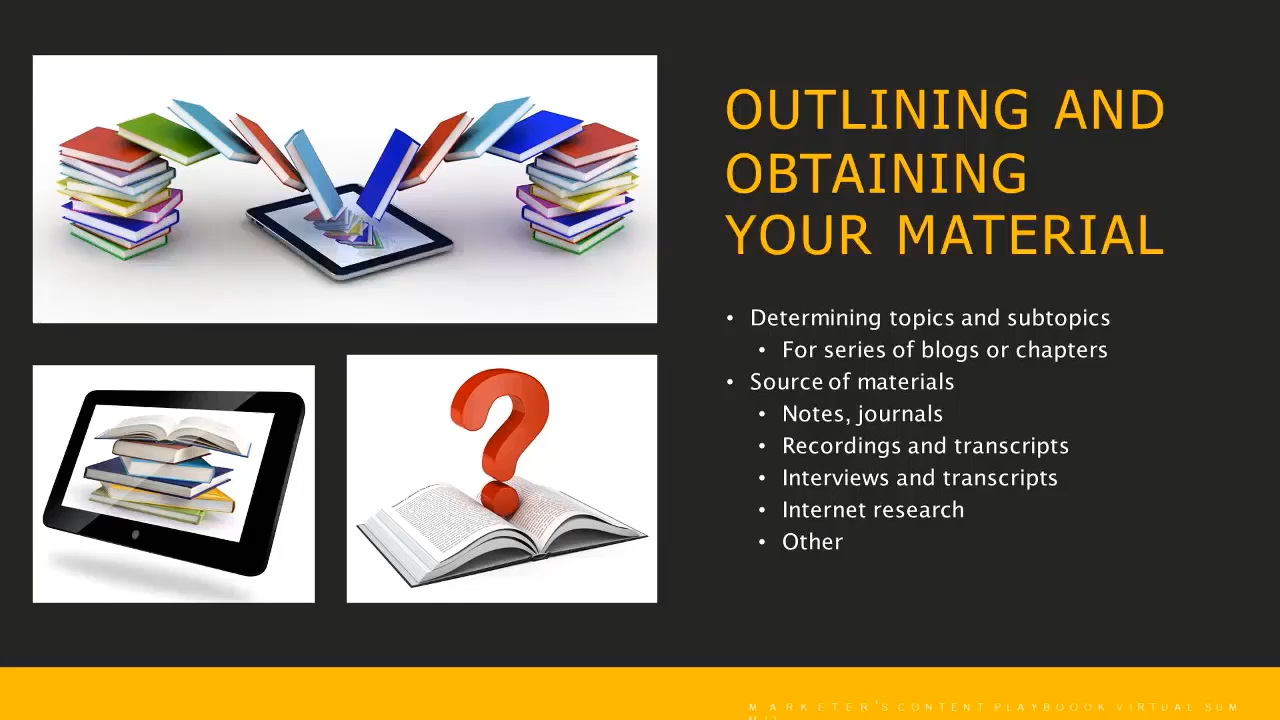 OUTLINING AND
OBTAINING
YOUR MATERIAL
• Determining topics and subtopics
• For series of blogs or chapters
• Source of materials
• Notes, journals
• Recordings and transcripts
• Interviews and transcripts
• Internet research
• Other
MARKETER'S CONTENT PLAYBOOOK VIRTUAL SUM